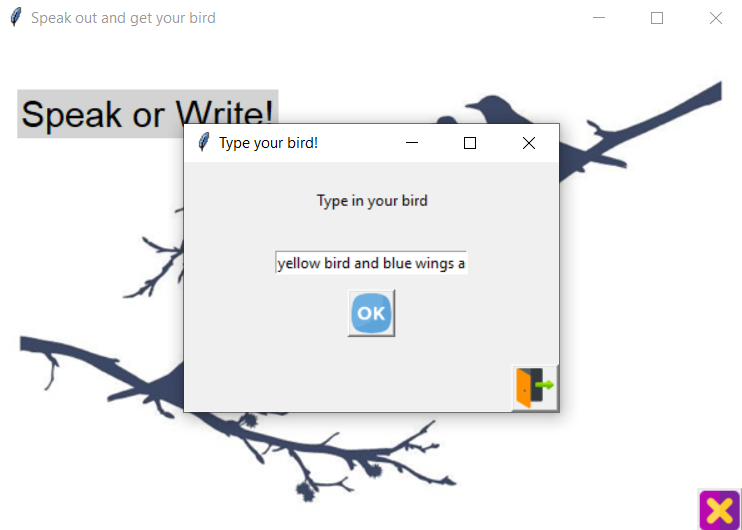 Speak out and get your bird
Speak or Write!
Type your bird!
Type in your bird
yellow bird and blue wings a
OK